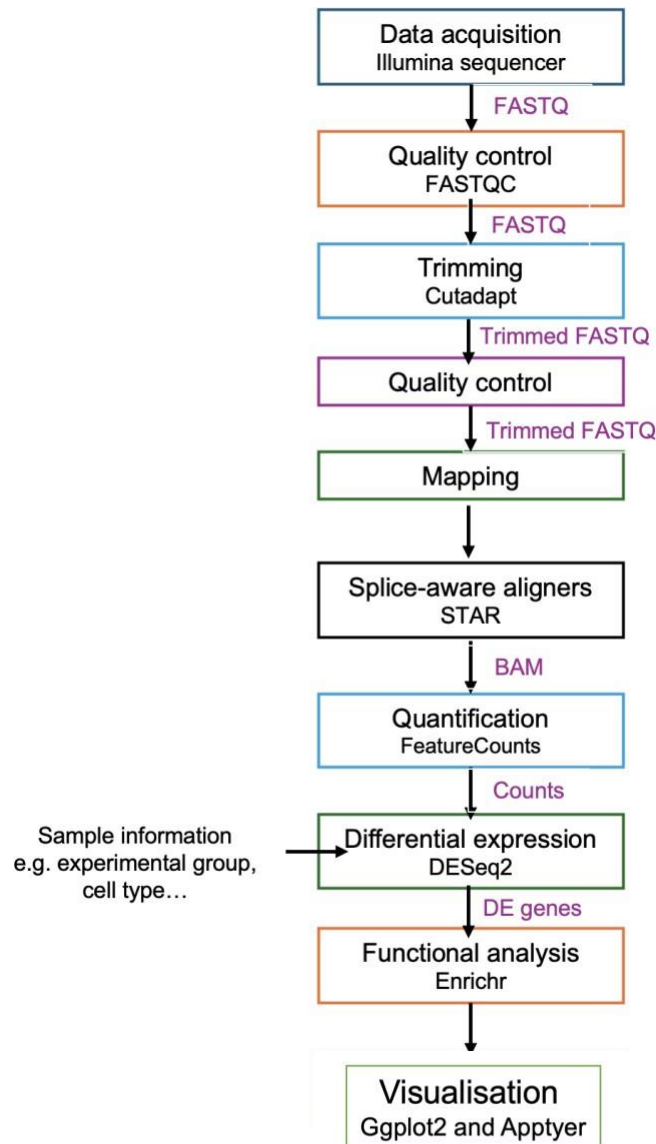 Data acquisition
Illumina sequencer
FASTQ
Quality control
FASTQC
FASTQ
Trimming
Cutadapt
Trimmed FASTQ
Quality control
Trimmed FASTQ
Mapping
Splice-aware aligners
STAR
BAM
Quantification
FeatureCounts
Counts
Sample information
e.g. experimental group,
cell type…
Differential expression
DESeq2
DE genes
Functional analysis
Enrichr
Visualisation
Ggplot2 and Apptyer